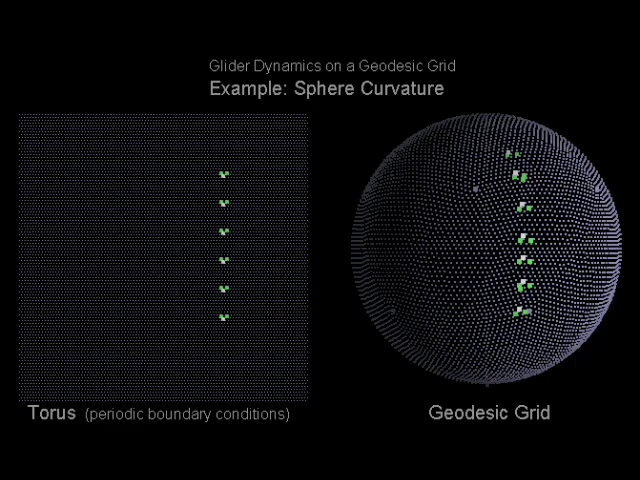 Glider Dynamics on a Geodesic Grid
Example: Sphere Curvature
Torus (periodic boundary conditions)
Geodesic Grid